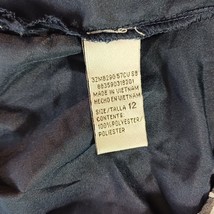 MADE IN VIETNAM
HECHO EN VIETNAM
SIZE/TALLA 12
CONTENTS:
100% POLYESTER/
POLIESTER